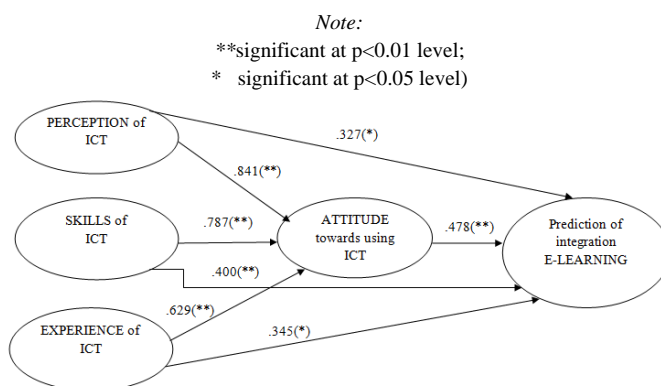 Note:
**significant at p<0.01 level;
* significant at p<0.05 level)
PERCEPTION of
ICT
.327(*)
.841(**)
SKILLS of
ICT
.787(**)
ATTITUDE
towards using
ICT
.478(**)
Prediction of
integration
E-LEARNING
.400(**)
.629(**)
EXPERIENCE of
ICT
.345(*)